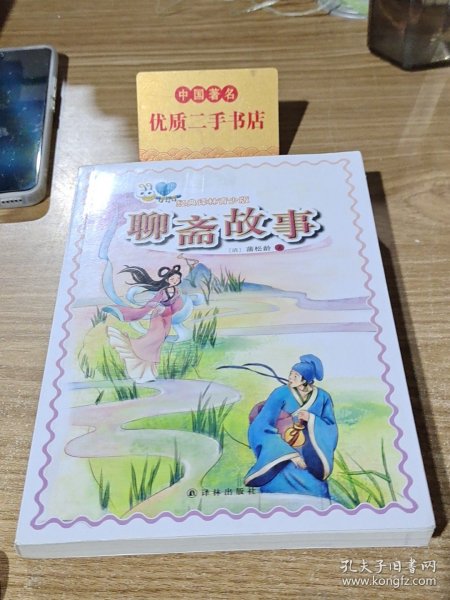 中国著名
优质二手书店
经典译林青少版
聊斋故事
［清］蒲松龄
译林出版社
孔夫子旧书网
www.kongfz.com